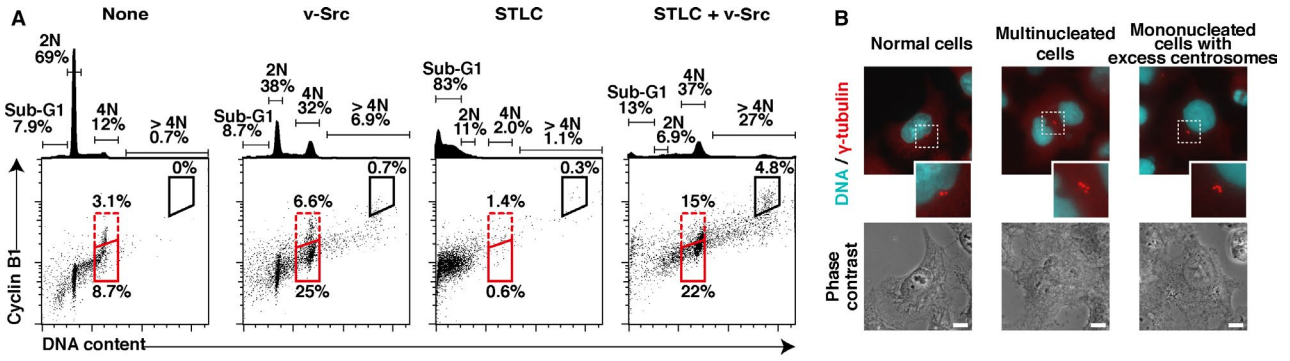 A
None
v-Src
STLC
STLC + v-Src
2N
69%
Sub-G1
7.9%
4N
12%
> 4N
0.7%
0%
3.1%
8.7%
2N
38%
4N
32%
Sub-G1
8.7%
> 4N
6.9%
0.7%
6.6%
25%
Sub-G1
83%
2N
11%
4N
2.0%
> 4N
1.1%
0.3%
1.4%
0.6%
Sub-G1
13%
4N
37%
2N
6.9%
> 4N
27%
4.8%
15%
22%
Cyclin B1
DNA content
B
Normal cells
Multinucleated
cells
Mononucleated
cells with
excess centrosomes
DNA / γ-tubulin
Phase
contrast